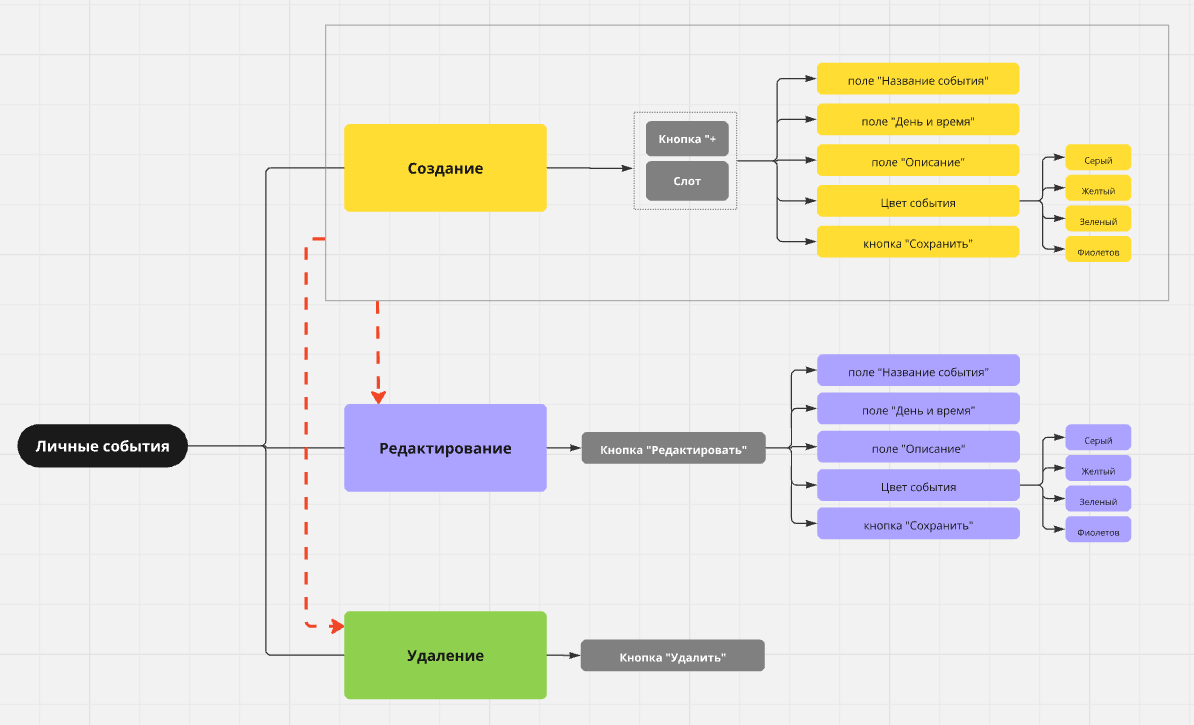 Личные события
Создание
Кнопка "+
Слот
поле "Название события"
поле "День и время"
поле "Описание"
Цвет события
кнопка "Сохранить"
Серый
Желтый
Зеленый
Фиолетов
Редактирование
Кнопка "Редактировать"
поле "Название события"
поле "День и время"
поле "Описание"
Цвет события
кнопка "Сохранить"
Серый
Желтый
Зеленый
Фиолетов
Удаление
Кнопка "Удалить"